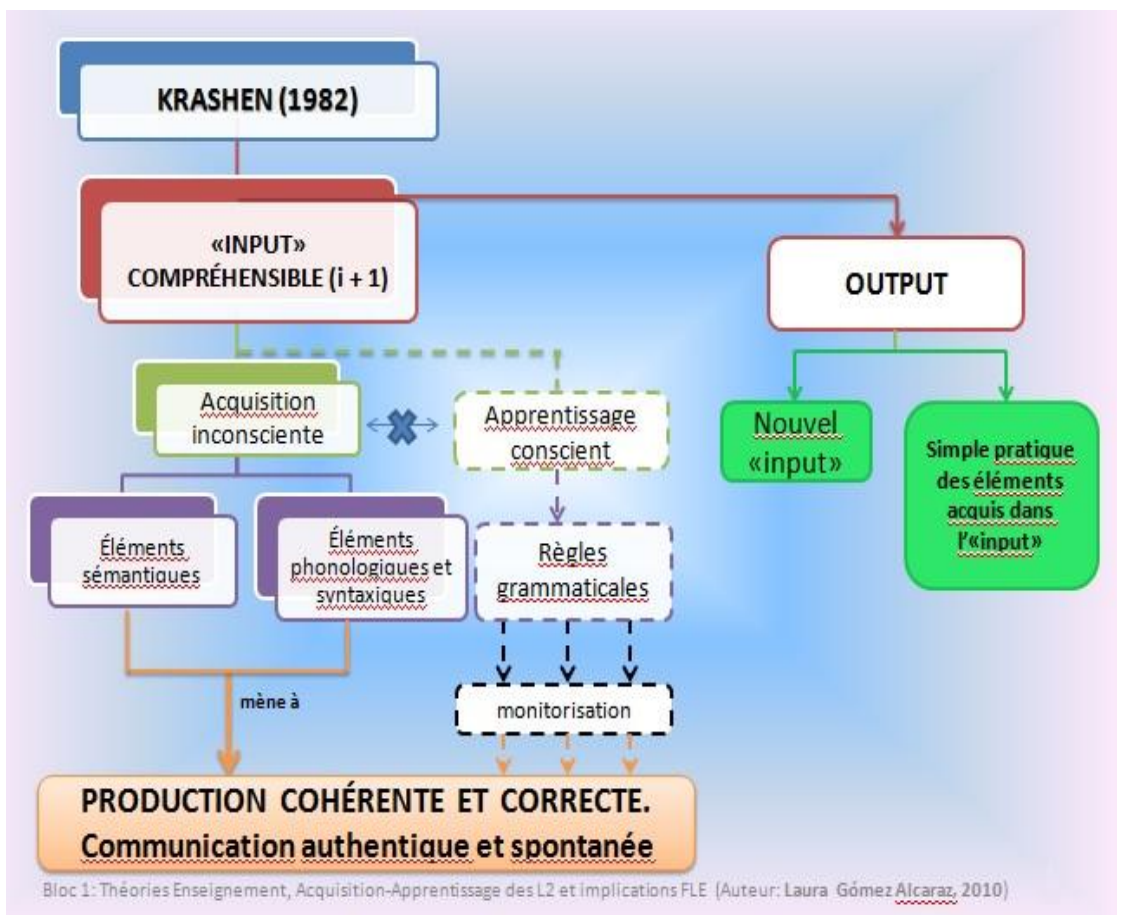 KRASHEN (1982)
«INPUT»
COMPRÉHENSIBLE (i + 1)
OUTPUT
Acquisition
inconsciente
Apprentissage
conscient
Nouvel
«input»
Simple pratique
des éléments
acquis dans
l'«input»
Éléments
sémantiques
Éléments
phonologiques et
syntaxiques
Règles
grammaticales
mène à
monitorisation
PRODUCTION COHÉRENTE ET CORRECTE.
Communication authentique et spontanée
Bloc 1: Théories Enseignement, Acquisition-Apprentissage des L2 et implications FLE (Auteur: Laura Gómez Alcaraz, 2010)